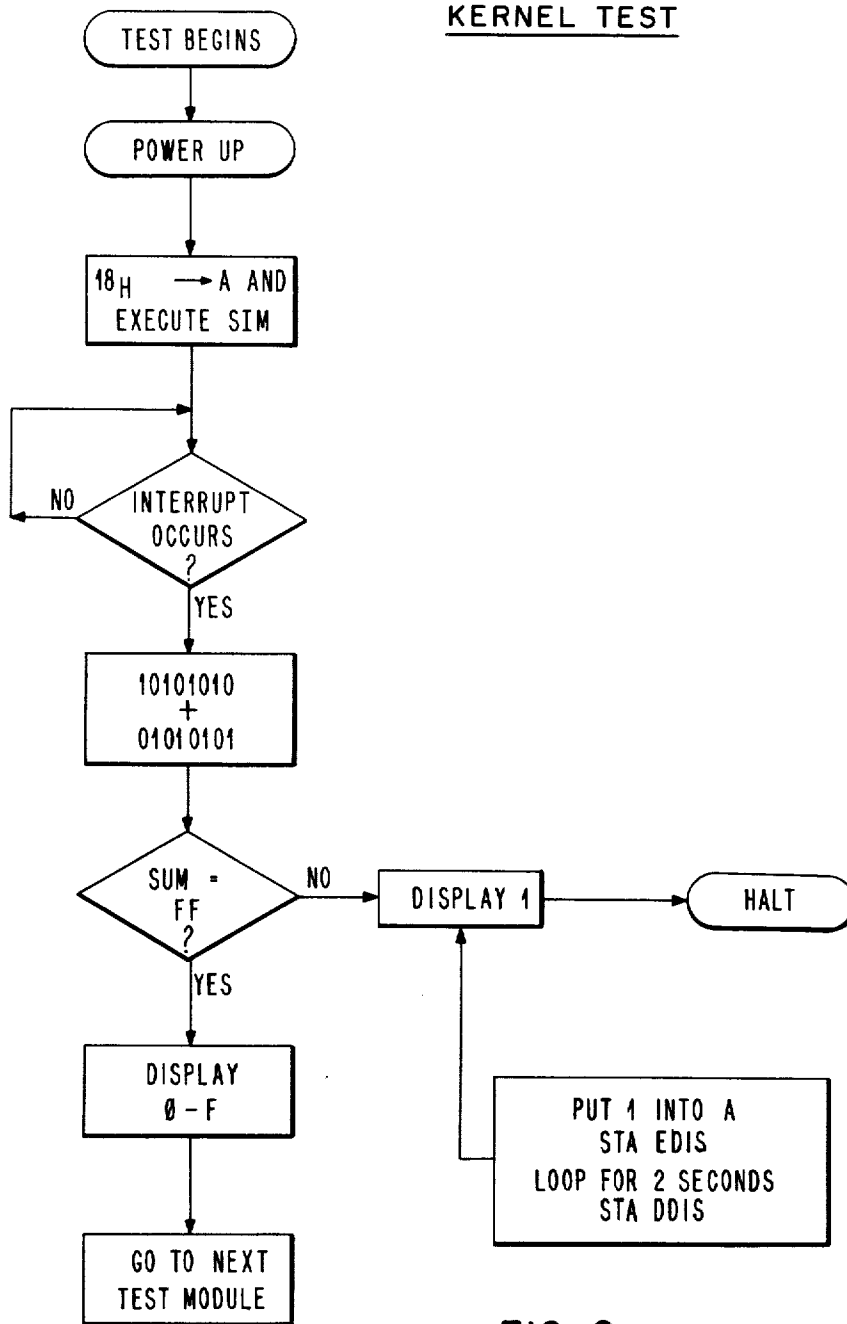 KERNEL TEST
TEST BEGINS
POWER UP
18H → A AND
EXECUTE SIM
NO
INTERRUPT
OCCURS
?
YES
10101010
+
01010101
SUM =
FF
?
NO
DISPLAY 1
HALT
YES
DISPLAY
Ø - F
PUT 1 INTO A
STA EDIS
LOOP FOR 2 SECONDS
STA DDIS
GO TO NEXT
TEST MODULE